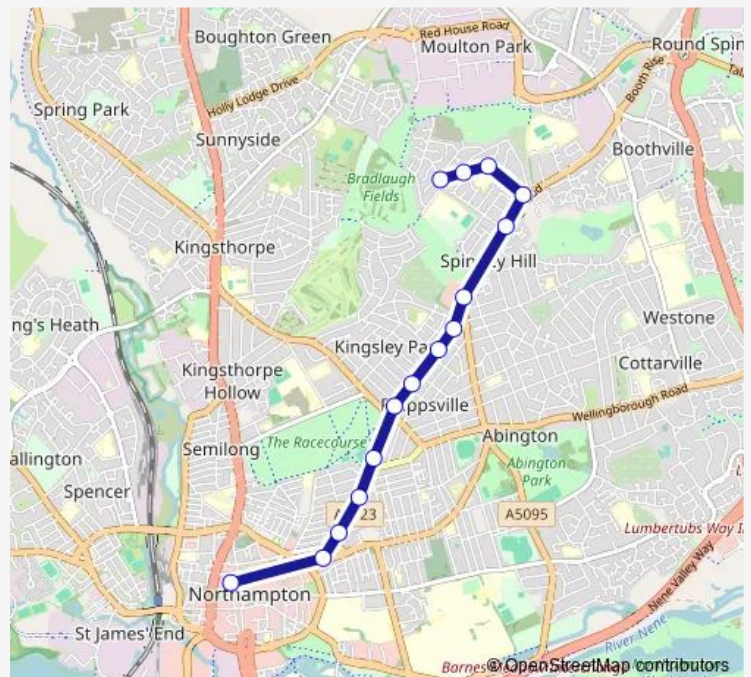 Boughton Green
Red House Road
Moulton Park
Round Spin
Holly Lodge Drive
Booth Rise
Spring Park
Sunnyside
Boothville
Bradlaugh
Fields
Kingsthorpe
Hill
ng's Heath
Westone
Kingsley Pa
Kingsthorpe
Hollow
Cottarville
ppsville
Wellingborough Road
The Racecourse
Abington
Semilong
allington
Abington
Park
Spencer
23
A5095
Lumbertubs Way
Nene Valley Way
Northampton
St James' End
River Nene
Barnes
© OpenStreetMap contributors